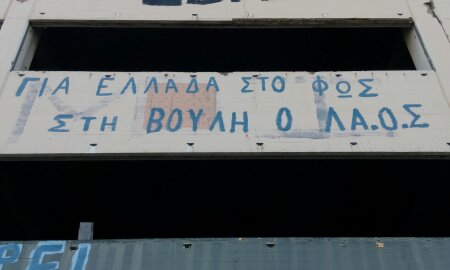 ΓΙΑ ΕΛΛΑΔΑ ΣΤΟ ΦΩΣ
ΣΤΗ ΒΟΥΛΗ Ο ΛΑ.Ο.Σ